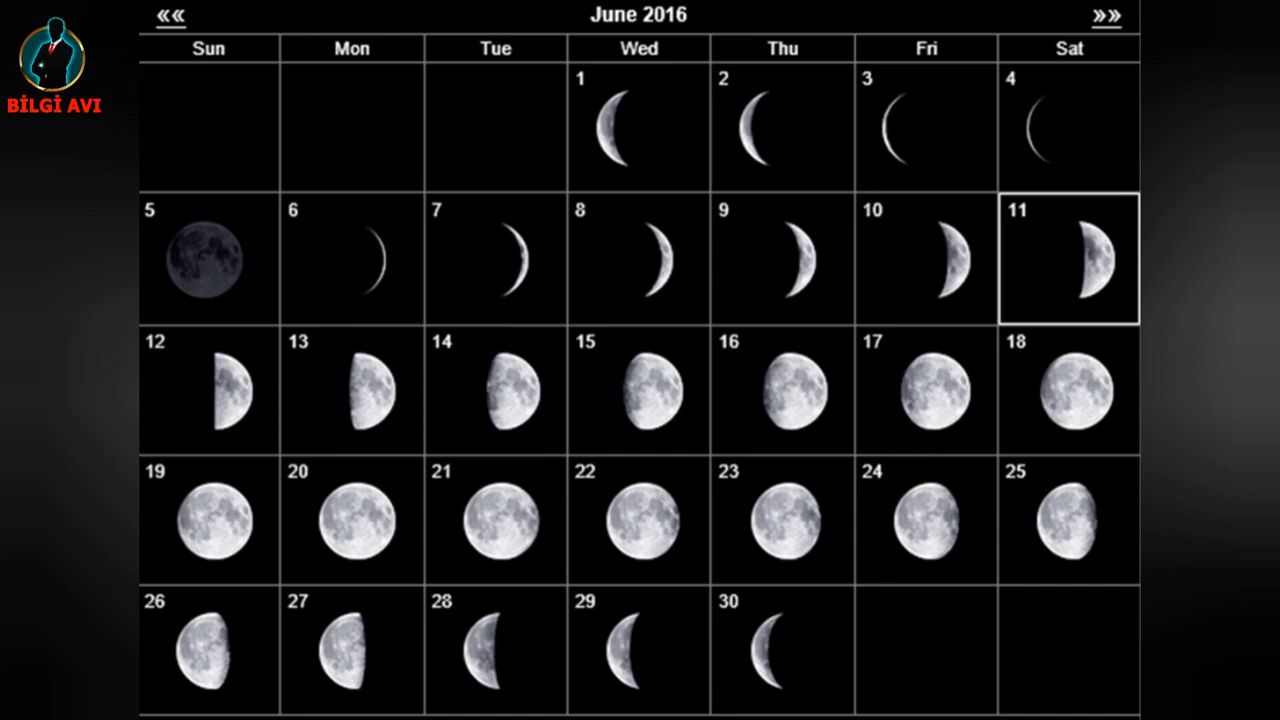 «« June 2016 »»
Sun Mon Tue Wed Thu Fri Sat
1 2 3 4
5 6 7 8 9 10 11
12 13 14 15 16 17 18
19 20 21 22 23 24 25
26 27 28 29 30
BİLGİ AVI